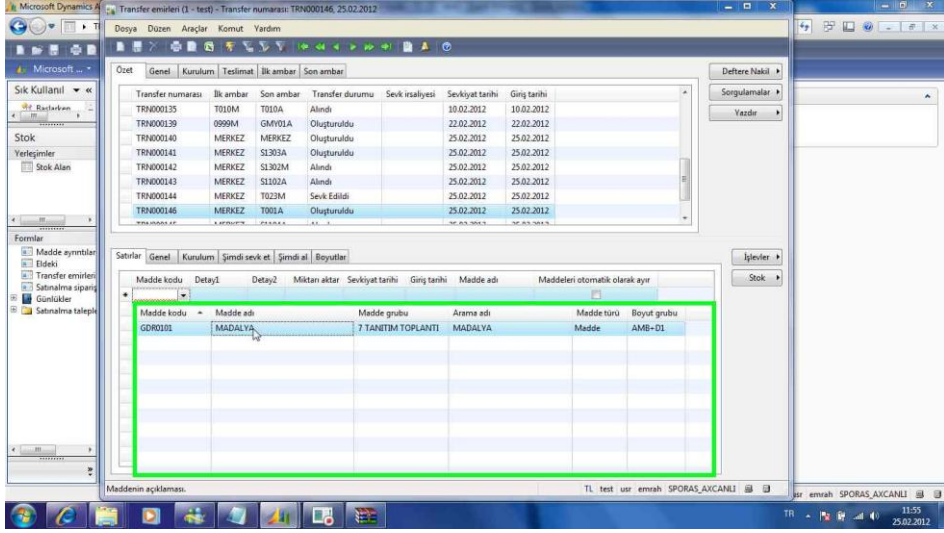 Microsoft Dynamics A
Transfer emirleri (1 - test) - Transfer numarası: TRN000146, 25.02.2012
Dosya Düzen Araçlar Komut Yardım
Microsoft ...
Sık Kullanıl
Stok
Yerleşimler
Stok Alan
Formlar
Madde ayrıntılar
Eldeki
Transfer emirleri
Satınalma sipariş
Günlükler
Satınalma taleple
Özet Genel Kurulum Teslimat İlk ambar Son ambar
Deftere Nakil
Sorgulamalar
Yazdır
Transfer numarası İlk ambar Son ambar Transfer durumu Sevk irsaliyesi Sevkiyat tarihi Giriş tarihi
TRN000135 T010M T010A Alındı 10.02.2012 10.02.2012
TRN000139 0999M GMY01A Oluşturuldu 22.02.2012 22.02.2012
TRN000140 MERKEZ MERKEZ Oluşturuldu 25.02.2012 25.02.2012
TRN000141 MERKEZ S1303A Oluşturuldu 25.02.2012 25.02.2012
TRN000142 MERKEZ S1302M Alındı 25.02.2012 25.02.2012
TRN000143 MERKEZ S1102A Alındı 25.02.2012 25.02.2012
TRN000144 MERKEZ T023M Sevk Edildi 25.02.2012 25.02.2012
TRN000146 MERKEZ T001A Oluşturuldu 25.02.2012 25.02.2012
Satırlar Genel Kurulum Şimdi sevk et Şimdi al Boyutlar
İşlevler
Stok
Madde kodu Detay1 Detay2 Miktarı aktar Sevkiyat tarihi Giriş tarihi Madde adı Maddeleri otomatik olarak ayır
Madde kodu Madde adı Madde grubu Arama adı Madde türü Boyut grubu
GDR0101 MADALYA 7 TANITIM TOPLANTI MADALYA Madde AMB+D1
Maddenin açıklaması.
TL test usr emrah SPORAS_AXCANLI
usr emrah SPORAS_AXCANLI
TR
11:55
25.02.2012